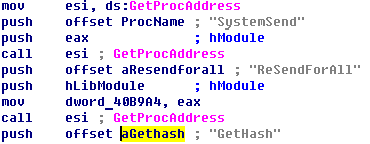 mov     esi, ds:GetProcAddress
push    offset ProcName ; "SystemSend"
push    eax             ; hModule
call    esi ; GetProcAddress
push    offset aResendforall ; "ReSendForAll"
push    hLibModule      ; hModule
mov     dword_40B9A4, eax
call    esi ; GetProcAddress
push    offset aGethash ; "GetHash"